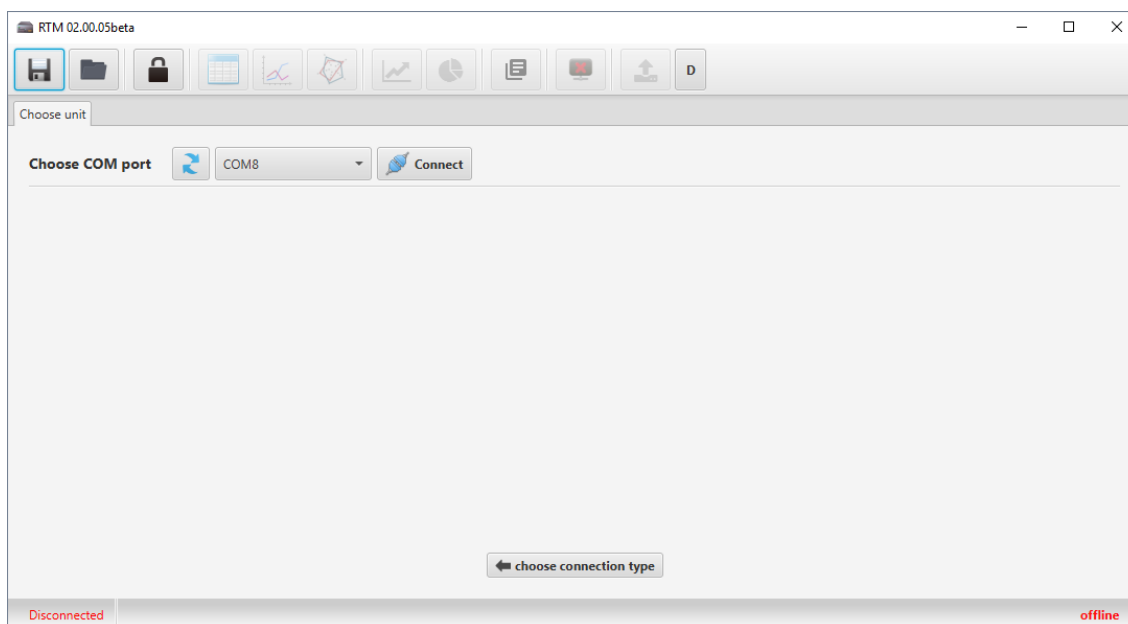 RTM 02.00.05beta
D
Choose unit
Choose COM port COM8 Connect
choose connection type
Disconnected offline